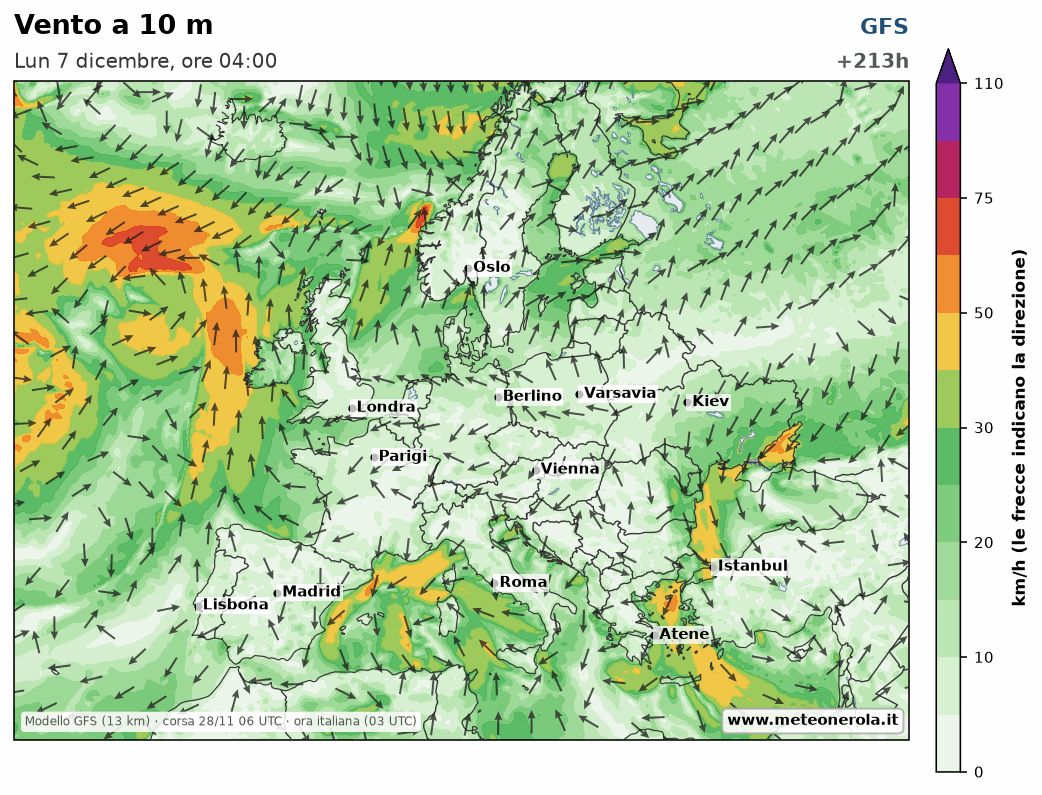 Vento a 10 m
GFS
Lun 7 dicembre, ore 04:00
+213h
110
75
50
30
20
10
0
km/h (le frecce indicano la direzione)
Oslo
Berlino
Varsavia
Kiev
Londra
Parigi
Vienna
Istanbul
Roma
Madrid
Lisbona
Atene
Modello GFS (13 km) · corsa 28/11 06 UTC · ora italiana (03 UTC)
www.meteonerola.it